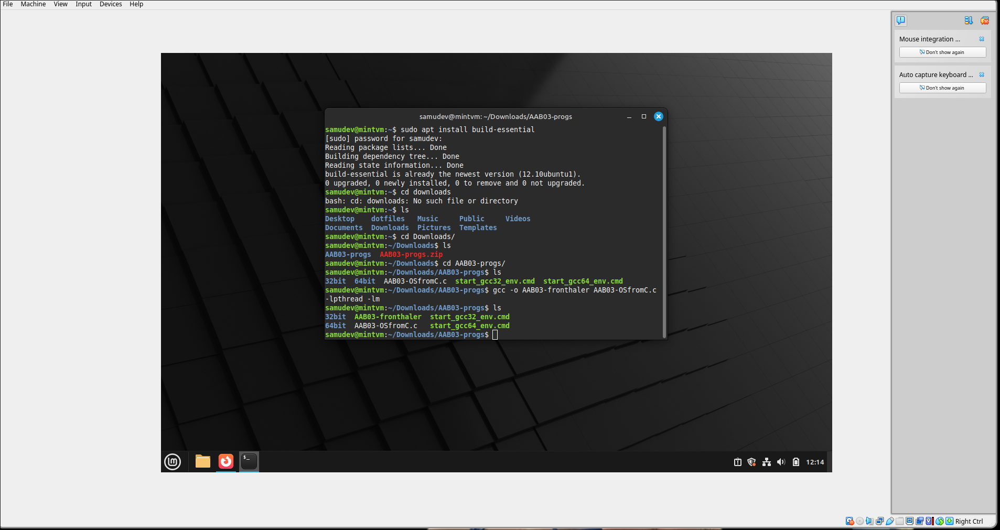 File Machine View Input Devices Help
Mouse integration ...
Don't show again
Auto capture keyboard ...
Don't show again
samudev@mintvm: ~/Downloads/AAB03-progs
samudev@mintvm:~$ sudo apt install build-essential
[sudo] password for samudev:
Reading package lists... Done
Building dependency tree... Done
Reading state information... Done
build-essential is already the newest version (12.10ubuntu1).
0 upgraded, 0 newly installed, 0 to remove and 0 not upgraded.
samudev@mintvm:~$ cd downloads
bash: cd: downloads: No such file or directory
samudev@mintvm:~$ ls
Desktop dotfiles Music Public Videos
Documents Downloads Pictures Templates
samudev@mintvm:~$ cd Downloads/
samudev@mintvm:~/Downloads$ ls
AAB03-progs AAB03-progs.zip
samudev@mintvm:~/Downloads$ cd AAB03-progs/
samudev@mintvm:~/Downloads/AAB03-progs$ ls
32bit 64bit AAB03-OSfromC.c start_gcc32_env.cmd start_gcc64_env.cmd
samudev@mintvm:~/Downloads/AAB03-progs$ gcc -o AAB03-fronthaler AAB03-OSfromC.c
-lpthread -lm
samudev@mintvm:~/Downloads/AAB03-progs$ ls
32bit AAB03-fronthaler start_gcc32_env.cmd
64bit AAB03-OSfromC.c start_gcc64_env.cmd
samudev@mintvm:~/Downloads/AAB03-progs$
$_
12:14
Right Ctrl